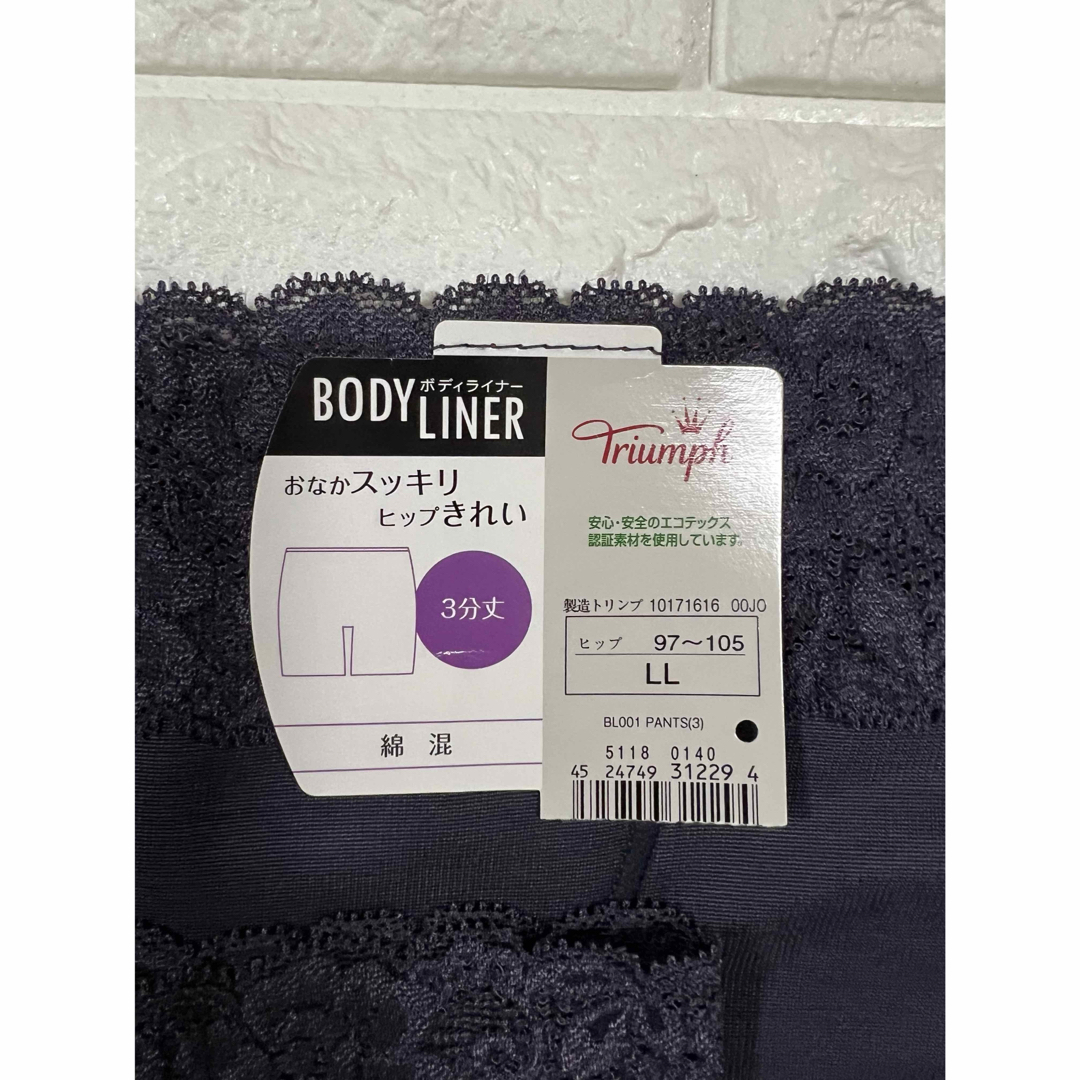 BODY LINER
ボディライナー
おなかスッキリ
ヒップきれい
3分丈
綿 混
Triumph
安心・安全のエコテックス
認証素材を使用しています。
製造トリンプ 10171616 00JO
ヒップ 97〜105
LL
BL001 PANTS(3)
5118 0140
45 24749 31229 4